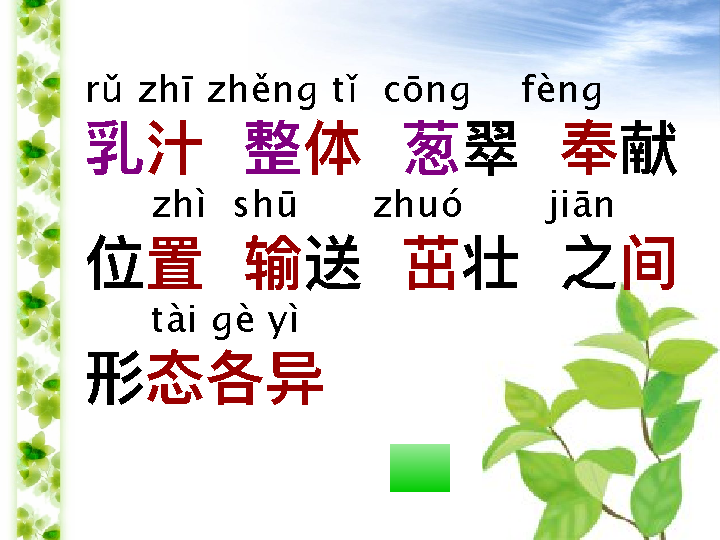 rǔ zhī zhěng tǐ cōng fèng
乳汁 整体 葱翠 奉献
zhì shū zhuó jiān
位置 输送 茁壮 之间
tài gè yì
形态各异